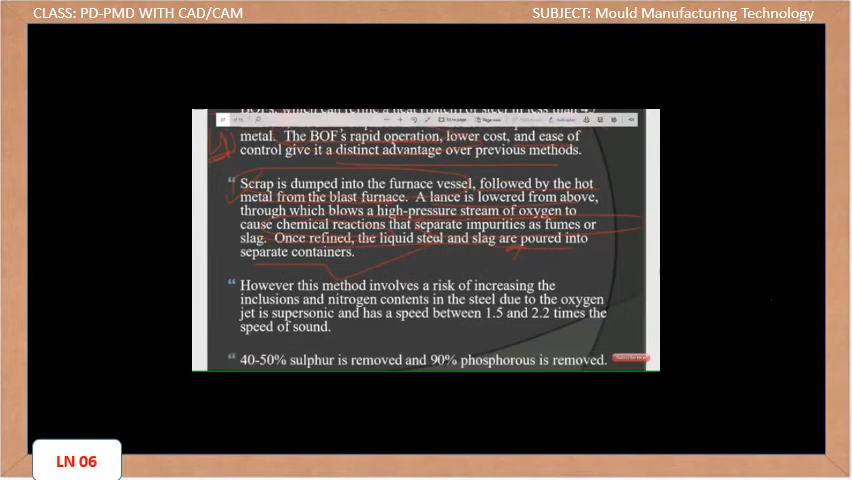 CLASS: PD-PMD WITH CAD/CAM
SUBJECT: Mould Manufacturing Technology
metal. The BOF's rapid operation, lower cost, and ease of
control give it a distinct advantage over previous methods.
Scrap is dumped into the furnace vessel, followed by the hot
metal from the blast furnace. A lance is lowered from above,
through which blows a high-pressure stream of oxygen to
cause chemical reactions that separate impurities as fumes or
slag. Once refined, the liquid steel and slag are poured into
separate containers.
However this method involves a risk of increasing the
inclusions and nitrogen contents in the steel due to the oxygen
jet is supersonic and has a speed between 1.5 and 2.2 times the
speed of sound.
40-50% sulphur is removed and 90% phosphorous is removed.
LN 06